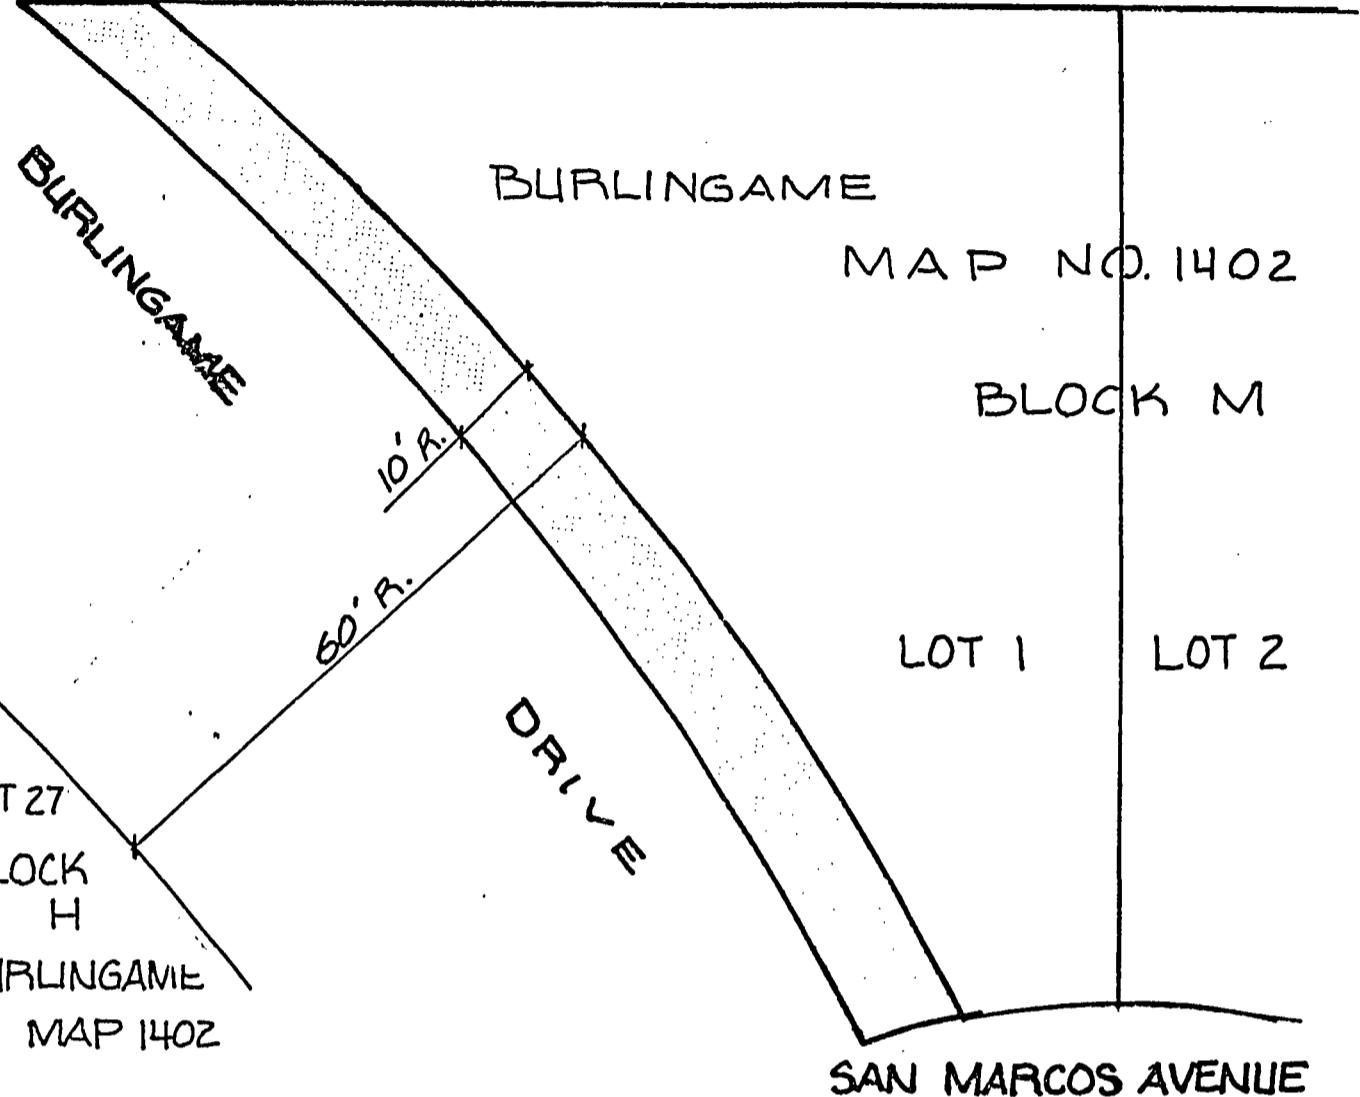 BURLINGAME
MAP NO. 1402
BLOCK M
BURLINGAME
10' R.
60' R.
LOT 1
LOT 2
DRIVE
T 27
LOCK
H
URLINGAME
MAP 1402
SAN MARCOS AVENUE